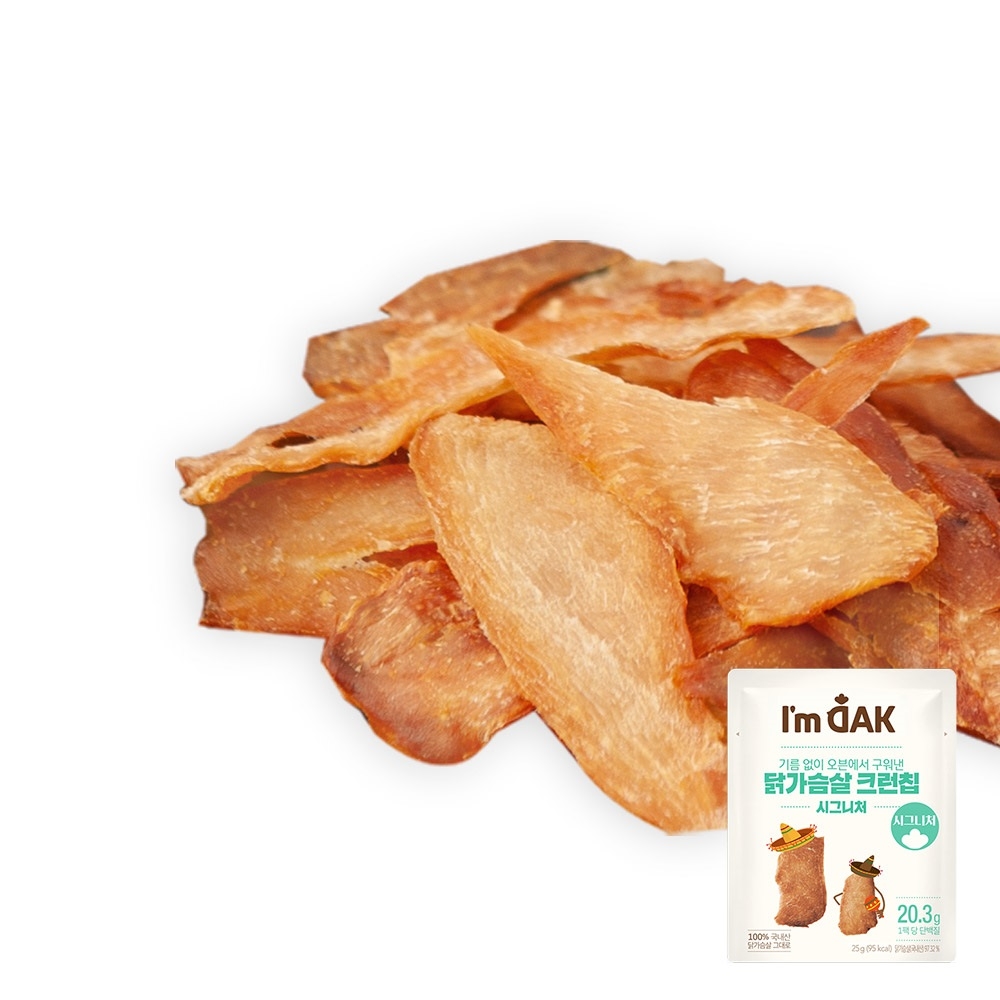 I'm DAK
기름 없이 오븐에서 구워낸
닭가슴살 크런칩
시그니처
시그니처
20.3g
1팩 당 단백질
100% 국내산
닭가슴살 그대로
25g (95 kcal)